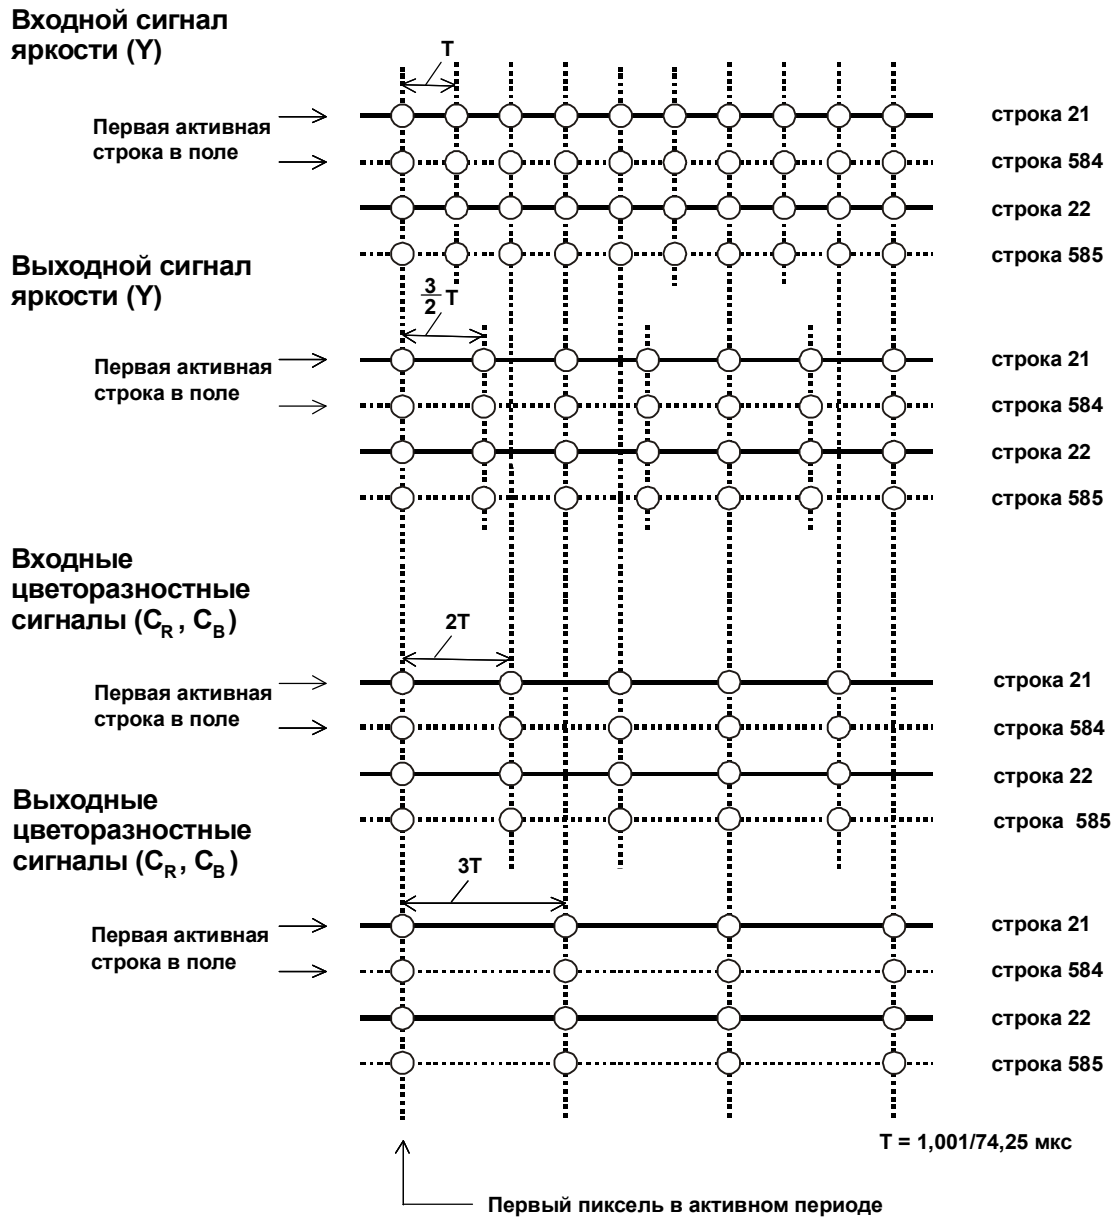 Входной сигнал
яркости (Y)
T
Первая активная
строка в поле
строка 21
строка 584
строка 22
строка 585
Выходной сигнал
яркости (Y)
3/2 T
Первая активная
строка в поле
строка 21
строка 584
строка 22
строка 585
Входные
цветоразностные
сигналы (CR , CB )
2T
Первая активная
строка в поле
строка 21
строка 584
строка 22
строка 585
Выходные
цветоразностные
сигналы (CR , CB )
3T
Первая активная
строка в поле
строка 21
строка 584
строка 22
строка 585
T = 1,001/74,25 мкс
Первый пиксель в активном периоде